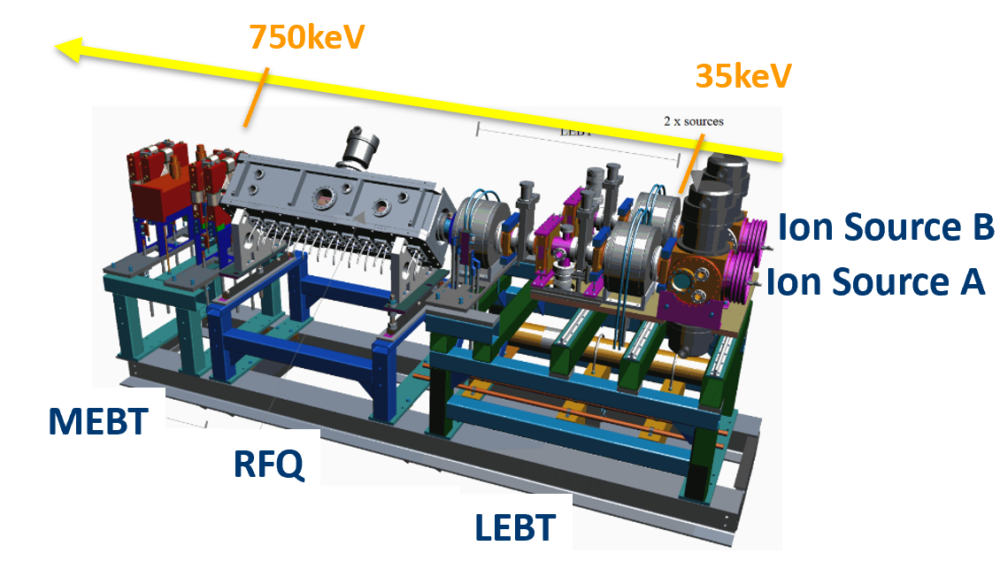 750keV
35keV
2 x sources
LEBT
Ion Source B
Ion Source A
MEBT
RFQ
LEBT